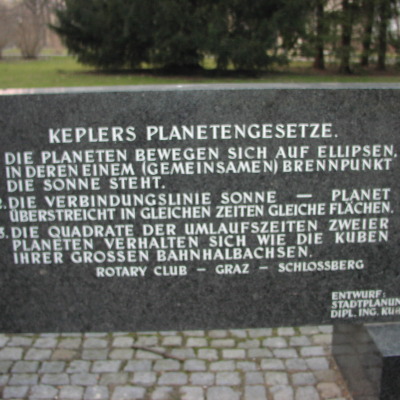 KEPLERS PLANETENGESETZE.
DIE PLANETEN BEWEGEN SICH AUF ELLIPSEN,
IN DEREN EINEM (GEMEINSAMEN) BRENNPUNKT
DIE SONNE STEHT.
2. DIE VERBINDUNGSLINIE SONNE — PLANET
ÜBERSTREICHT IN GLEICHEN ZEITEN GLEICHE FLÄCHEN.
3. DIE QUADRATE DER UMLAUFSZEITEN ZWEIER
PLANETEN VERHALTEN SICH WIE DIE KUBEN
IHRER GROSSEN BAHNHALBACHSEN.
ROTARY CLUB – GRAZ – SCHLOSSBERG
ENTWURF:
STADTPLANUN
DIPL. ING. KUH